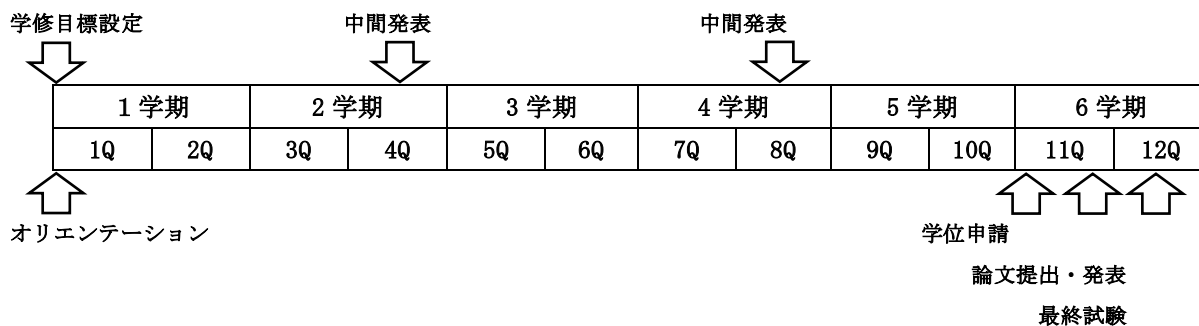 学修目標設定 中間発表 中間発表
1学期 2学期 3学期 4学期 5学期 6学期
1Q 2Q 3Q 4Q 5Q 6Q 7Q 8Q 9Q 10Q 11Q 12Q
オリエンテーション 学位申請
論文提出・発表
最終試験